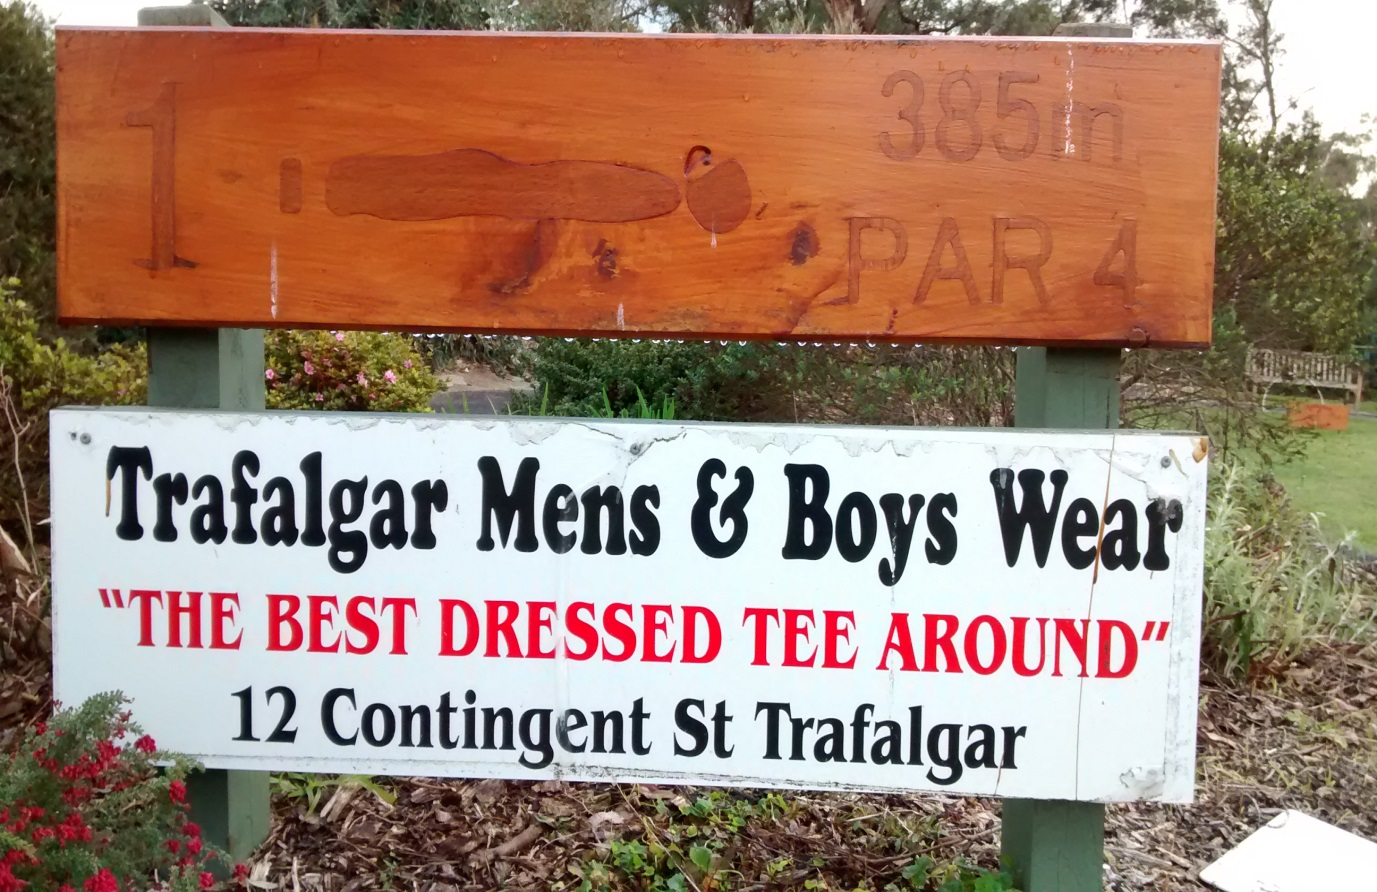 1
385m
PAR 4
Trafalgar Mens & Boys Wear
“THE BEST DRESSED TEE AROUND”
12 Contingent St Trafalgar